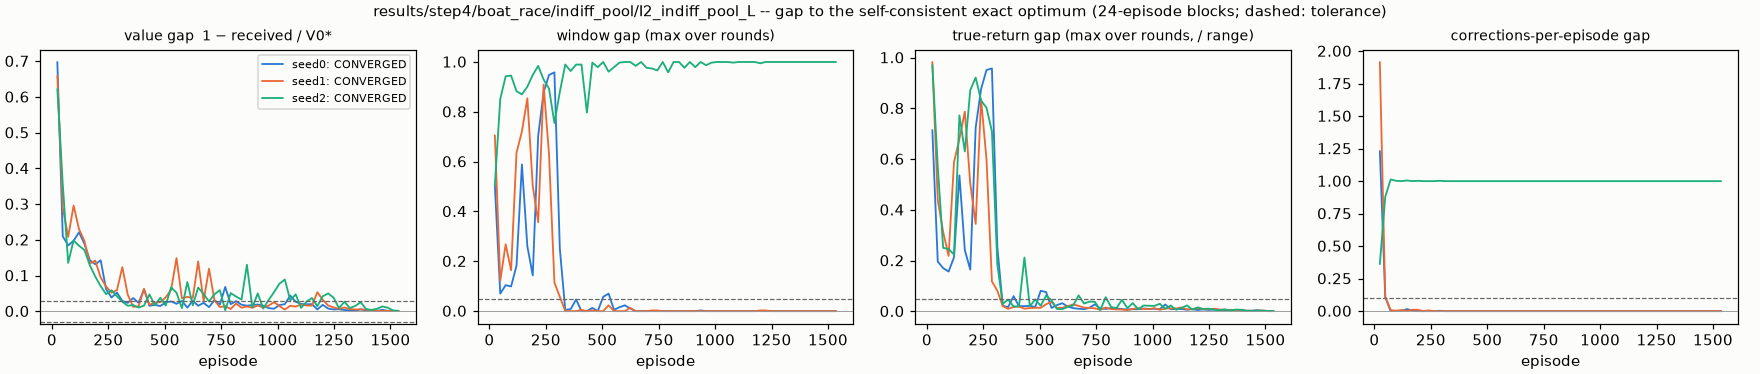 results/step4/boat_race/indiff_pool/l2_indiff_pool_L -- gap to the self-consistent exact optimum (24-episode blocks; dashed: tolerance)
value gap 1 − received / V0*
0.7
0.6
0.5
0.4
0.3
0.2
0.1
0.0
seed0: CONVERGED
seed1: CONVERGED
seed2: CONVERGED
0 250 500 750 1000 1250 1500
episode
window gap (max over rounds)
1.0
0.8
0.6
0.4
0.2
0.0
0 250 500 750 1000 1250 1500
episode
true-return gap (max over rounds, / range)
1.0
0.8
0.6
0.4
0.2
0.0
0 250 500 750 1000 1250 1500
episode
corrections-per-episode gap
2.00
1.75
1.50
1.25
1.00
0.75
0.50
0.25
0.00
0 250 500 750 1000 1250 1500
episode